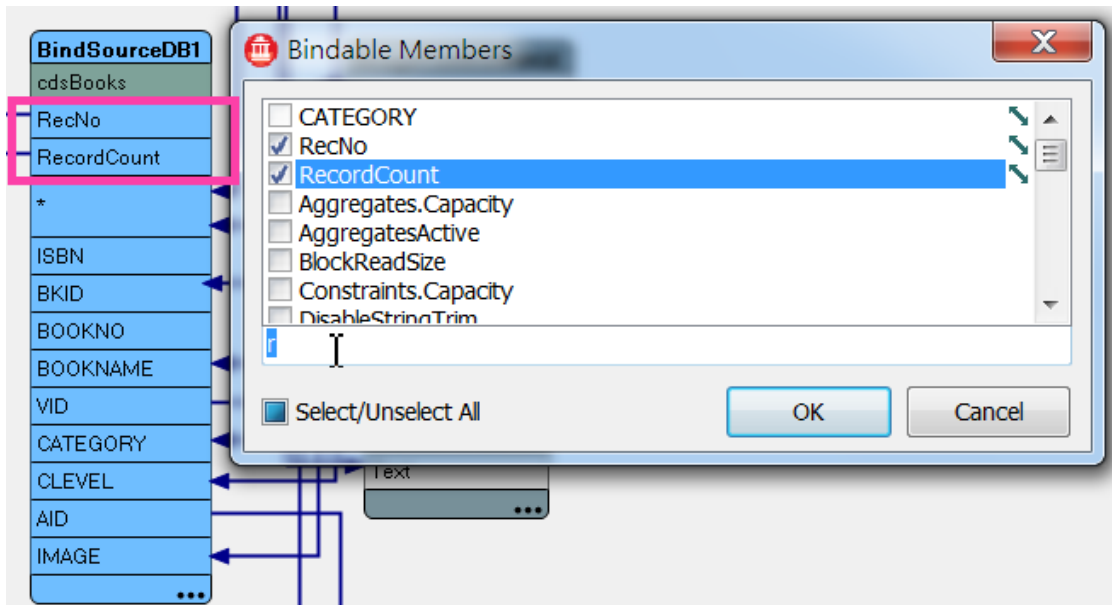 BindSourceDB1
cdsBooks
RecNo
RecordCount
*
ISBN
BKID
BOOKNO
BOOKNAME
VID
CATEGORY
CLEVEL
AID
IMAGE
•••
Bindable Members
X
CATEGORY
RecNo
RecordCount
Aggregates.Capacity
AggregatesActive
BlockReadSize
Constraints.Capacity
DisableStringTrim
r
Select/Unselect All
OK
Cancel
Text
•••